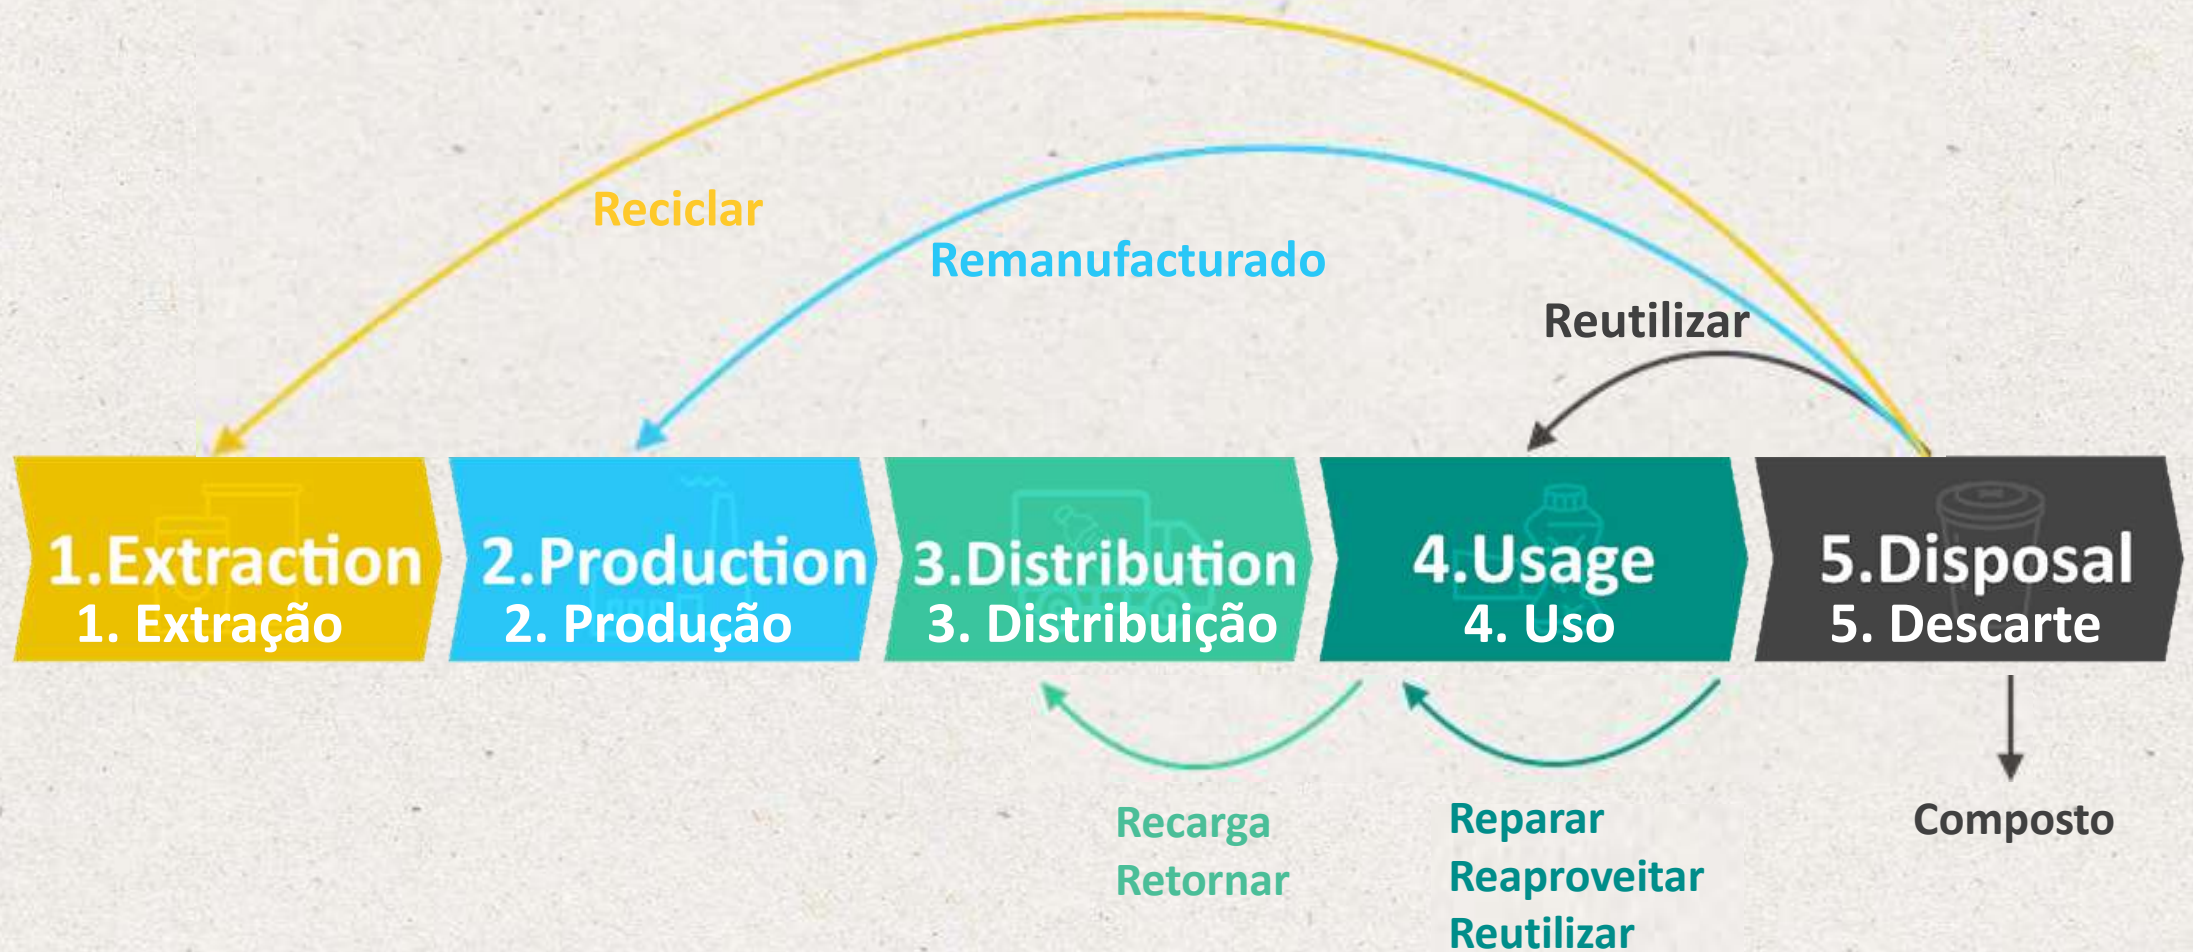 Reciclar
Remanufacturado
Reutilizar
1.Extraction
1. Extração
2.Production
2. Produção
3.Distribution
3. Distribuição
4.Usage
4. Uso
5.Disposal
5. Descarte
Recarga
Retornar
Reparar
Reaproveitar
Reutilizar
Composto